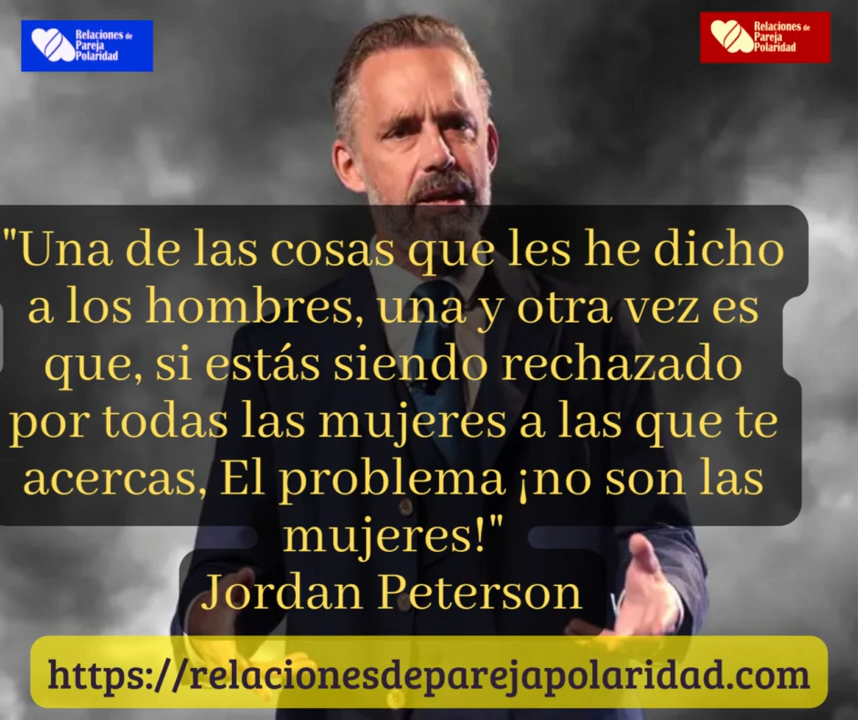 Relaciones de
Pareja
Polaridad
Relaciones de
Pareja
Polaridad
"Una de las cosas que les he dicho
a los hombres, una y otra vez es
que, si estás siendo rechazado
por todas las mujeres a las que te
acercas, El problema ¡no son las
mujeres!"
Jordan Peterson
https://relacionesdeparejapolaridad.com